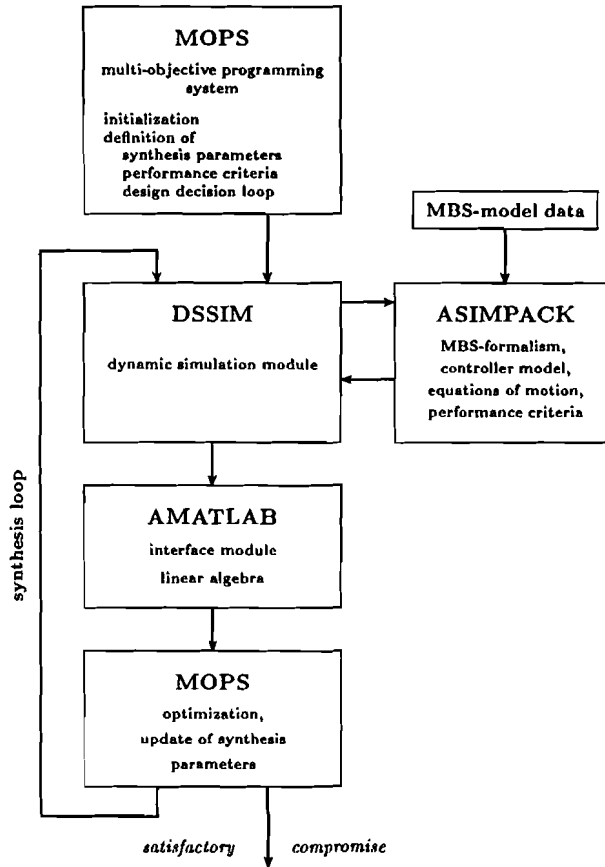 MOPS
multi-objective programming
system
initialization
definition of
synthesis parameters
performance criteria
design decision loop
MBS-model data
DSSIM
dynamic simulation module
ASIMPACK
MBS-formalism,
controller model,
equations of motion,
performance criteria
synthesis loop
AMATLAB
interface module
linear algebra
MOPS
optimization,
update of synthesis
parameters
satisfactory compromise